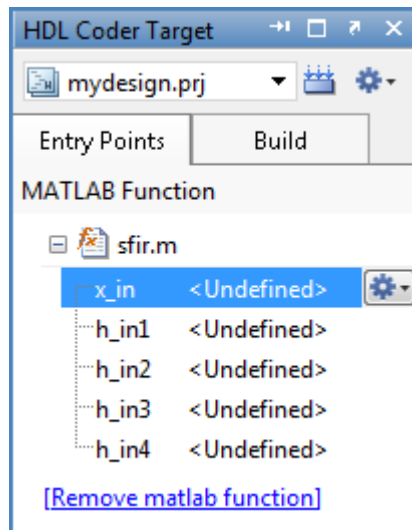 HDL Coder Target
mydesign.prj
Entry Points Build
MATLAB Function
sfir.m
x_in <Undefined>
h_in1 <Undefined>
h_in2 <Undefined>
h_in3 <Undefined>
h_in4 <Undefined>
[Remove matlab function]